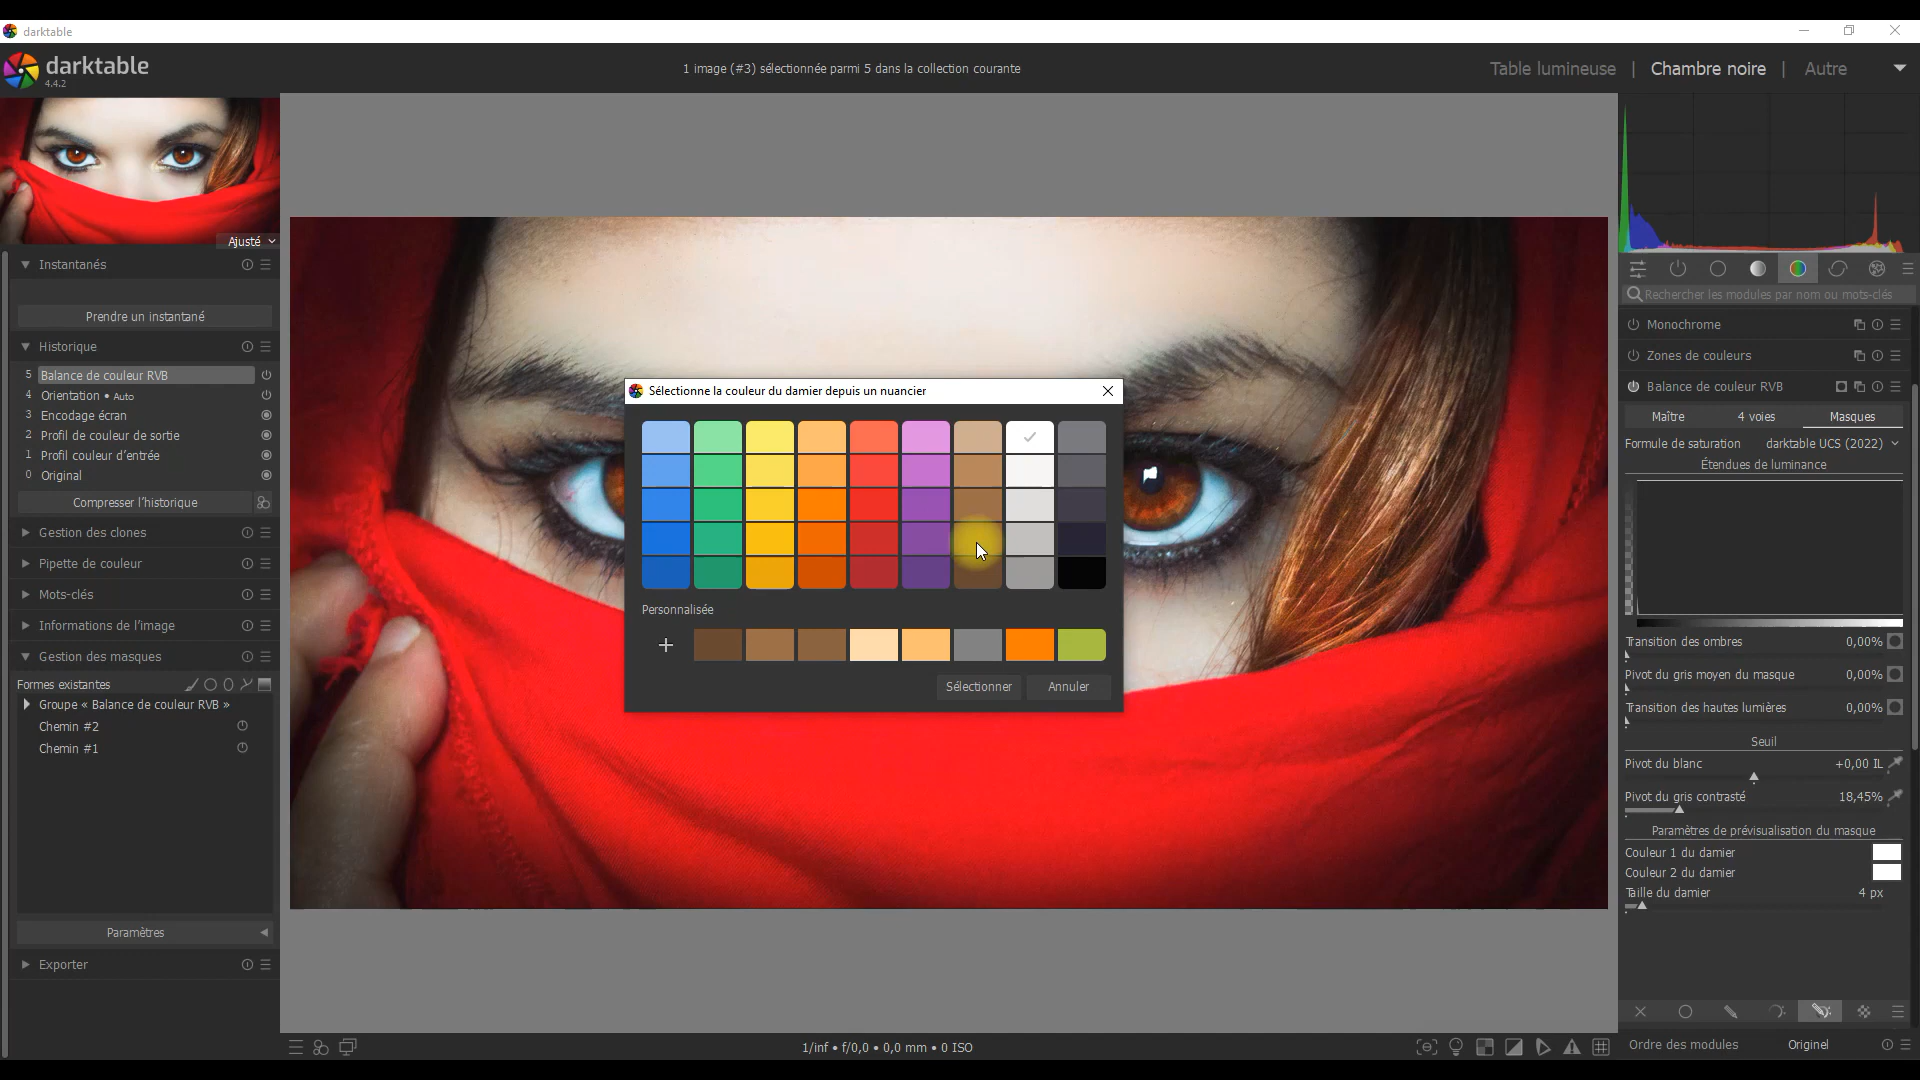 darktable
darktable
4.4.2
1 image (#3) sélectionnée parmi 5 dans la collection courante
Table lumineuse | Chambre noire | Autre
Ajusté
Instantanés
Prendre un instantané
Historique
5 Balance de couleur RVB
4 Orientation • Auto
3 Encodage écran
2 Profil de couleur de sortie
1 Profil couleur d'entrée
0 Original
Compresser l'historique
Gestion des clones
Pipette de couleur
Mots-clés
Informations de l'image
Gestion des masques
Formes existantes
Groupe « Balance de couleur RVB »
Chemin #2
Chemin #1
Paramètres
Exporter
Sélectionne la couleur du damier depuis un nuancier
Personnalisée
+
Sélectionner
Annuler
1/inf • f/0,0 • 0,0 mm • 0 ISO
Rechercher les modules par nom ou mots-clés
Monochrome
Zones de couleurs
Balance de couleur RVB
Maître
4 voies
Masques
Formule de saturation darktable UCS (2022)
Étendues de luminance
Transition des ombres 0,00%
Pivot du gris moyen du masque 0,00%
Transition des hautes lumières 0,00%
Seuil
Pivot du blanc +0,00 IL
Pivot du gris contrasté 18,45%
Paramètres de prévisualisation du masque
Couleur 1 du damier
Couleur 2 du damier
Taille du damier 4 px
Ordre des modules Originel